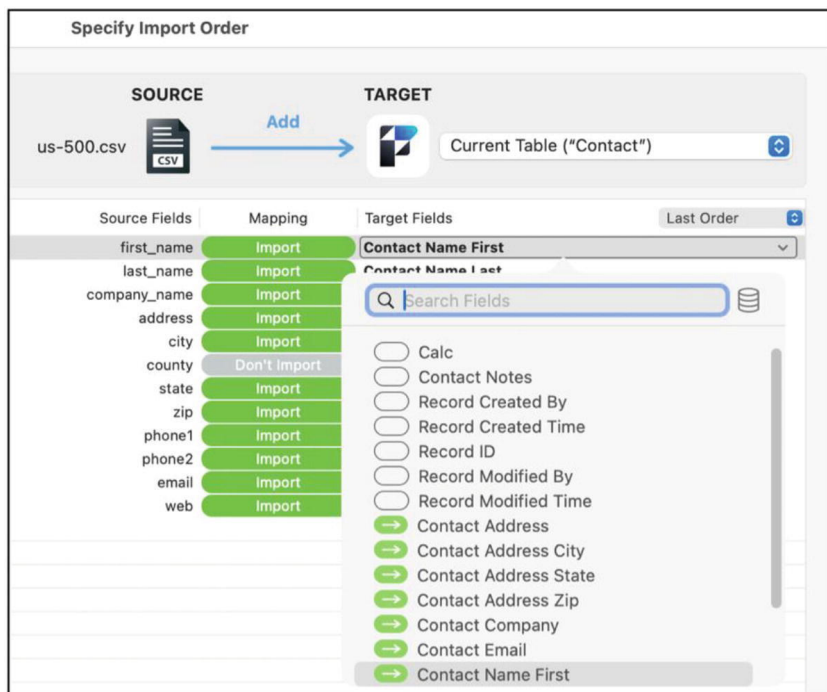 Specify Import Order
SOURCE
TARGET
us-500.csv
CSV
Add
Current Table ("Contact")
Source Fields
Mapping
Target Fields
Last Order
first_name Import Contact Name First
last_name Import Contact Name Last
company_name Import
address Import
city Import
county Don't Import
state Import
zip Import
phone1 Import
phone2 Import
email Import
web Import
Search Fields
Calc
Contact Notes
Record Created By
Record Created Time
Record ID
Record Modified By
Record Modified Time
Contact Address
Contact Address City
Contact Address State
Contact Address Zip
Contact Company
Contact Email
Contact Name First